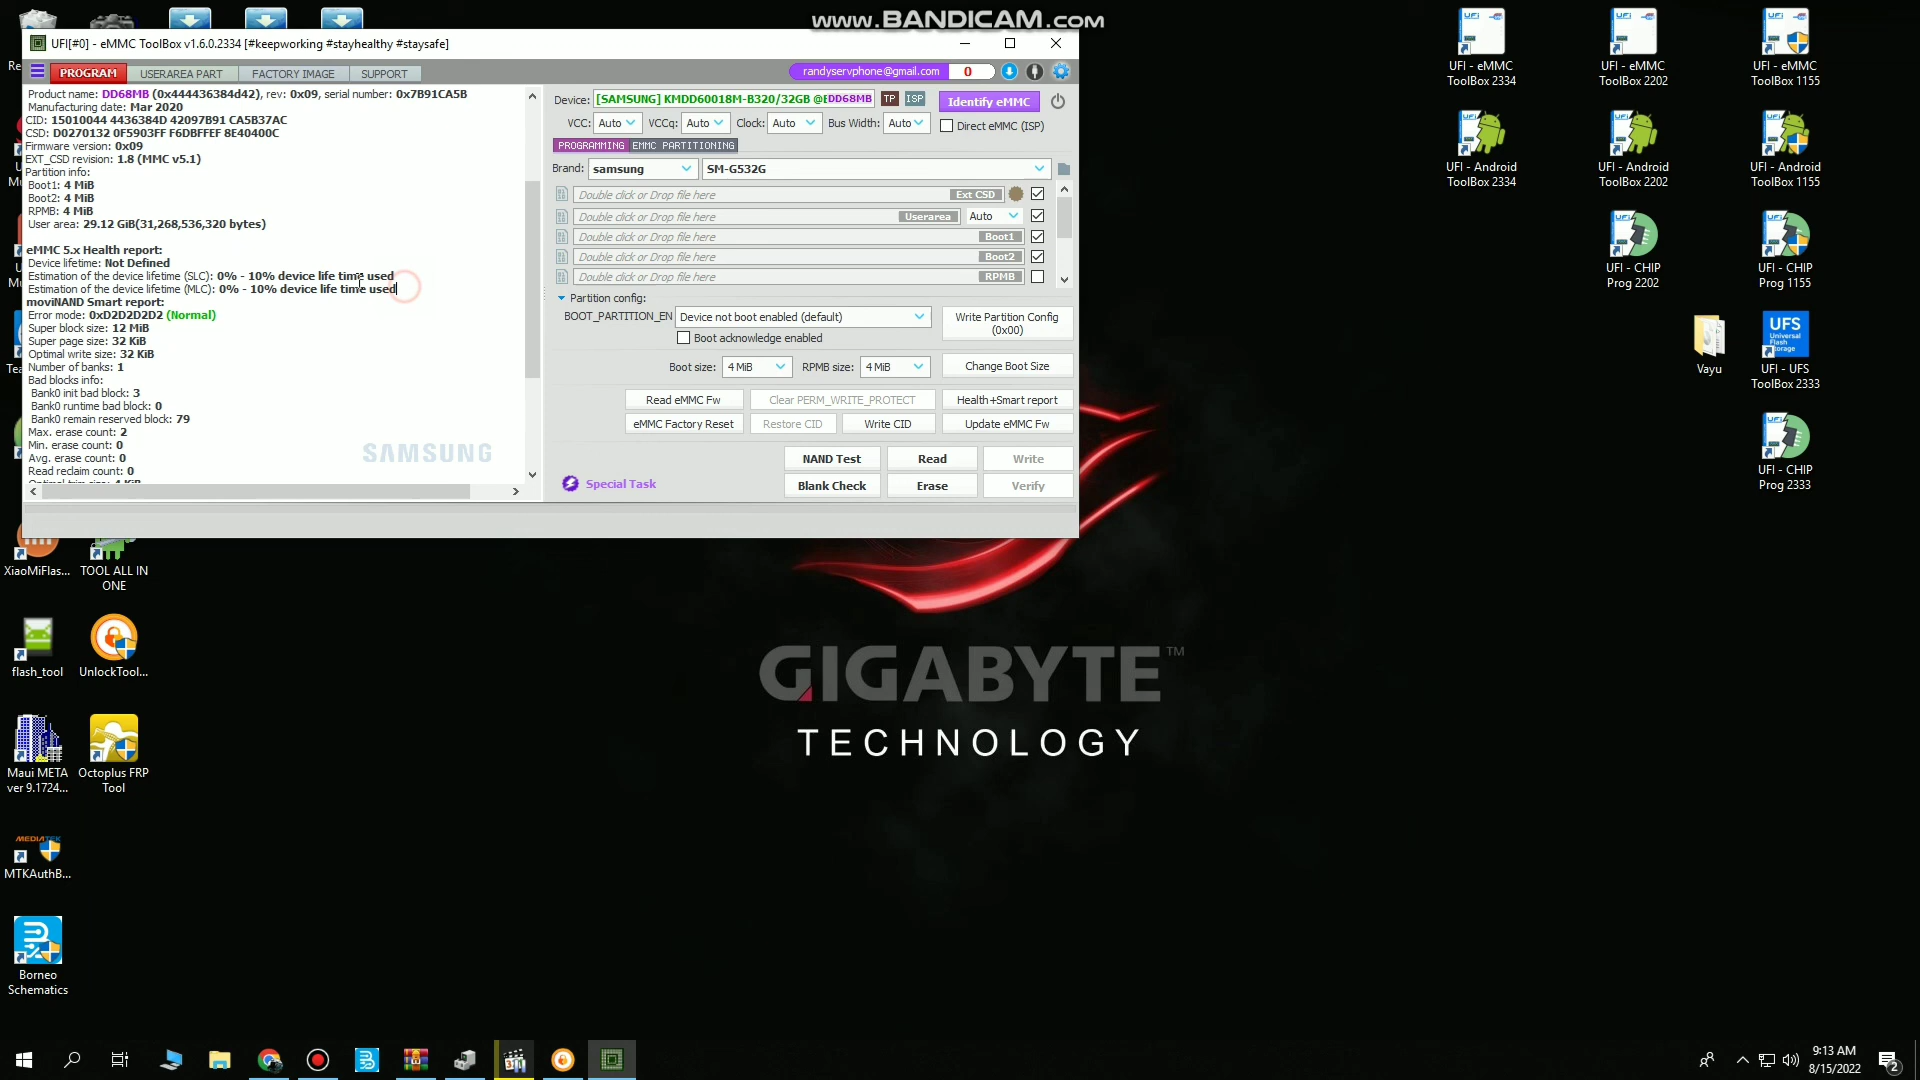 www.BANDICAM.com
UFI[#0] - eMMC ToolBox v1.6.0.2334 [#keepworking #stayhealthy #staysafe]
PROGRAM
USERAREA PART
FACTORY IMAGE
SUPPORT
randyservphone@gmail.com
0
Product name: DD68MB (0x444436384d42), rev: 0x09, serial number: 0x7B91CA5B
Manufacturing date: Mar 2020
CID: 15010044 4436384D 42097B91 CA5B37AC
CSD: D0270132 0F5903FF F6DBFFEF 8E40400C
Firmware version: 0x09
EXT_CSD revision: 1.8 (MMC v5.1)
Partition info:
Boot1: 4 MiB
Boot2: 4 MiB
RPMB: 4 MiB
User area: 29.12 GiB(31,268,536,320 bytes)
eMMC 5.x Health report:
Device lifetime: Not Defined
Estimation of the device lifetime (SLC): 0% - 10% device life time used
Estimation of the device lifetime (MLC): 0% - 10% device life time used
moviNAND Smart report:
Error mode: 0xD2D2D2D2 (Normal)
Super block size: 12 MiB
Super page size: 32 KiB
Optimal write size: 32 KiB
Number of banks: 1
Bad blocks info:
Bank0 init bad block: 3
Bank0 runtime bad block: 0
Bank0 remain reserved block: 79
Max. erase count: 2
Min. erase count: 0
Avg. erase count: 0
Read reclaim count: 0
Optimal trim size: 4 KiB
SAMSUNG
Device: [SAMSUNG] KMDD60018M-B320/32GB @DD68MB TP ISP
Identify eMMC
VCC: Auto VCCq: Auto Clock: Auto Bus Width: Auto
Direct eMMC (ISP)
PROGRAMMING EMMC PARTITIONING
Brand: samsung SM-G532G
Double click or Drop file here Ext CSD
Double click or Drop file here Userarea Auto
Double click or Drop file here Boot1
Double click or Drop file here Boot2
Double click or Drop file here RPMB
Partition config:
BOOT_PARTITION_EN Device not boot enabled (default)
Write Partition Config
(0x00)
Boot acknowledge enabled
Boot size: 4 MiB RPMB size: 4 MiB Change Boot Size
Read eMMC Fw Clear PERM_WRITE_PROTECT Health+Smart report
eMMC Factory Reset Restore CID Write CID Update eMMC Fw
NAND Test Read Write
Special Task
Blank Check Erase Verify
UFI - eMMC
ToolBox 2334
UFI - eMMC
ToolBox 2202
UFI - eMMC
ToolBox 1155
UFI - Android
ToolBox 2334
UFI - Android
ToolBox 2202
UFI - Android
ToolBox 1155
UFI - CHIP
Prog 2202
UFI - CHIP
Prog 1155
Vayu
UFS
Universal
Flash
Storage
UFI - UFS
ToolBox 2333
UFI - CHIP
Prog 2333
XiaoMiFlas...
TOOL ALL IN
ONE
flash_tool
UnlockTool...
Maui META
ver 9.1724...
Octoplus FRP
Tool
MEDIATEK
MTKAuthB...
Borneo
Schematics
GIGABYTE™
TECHNOLOGY
9:13 AM
8/15/2022
2